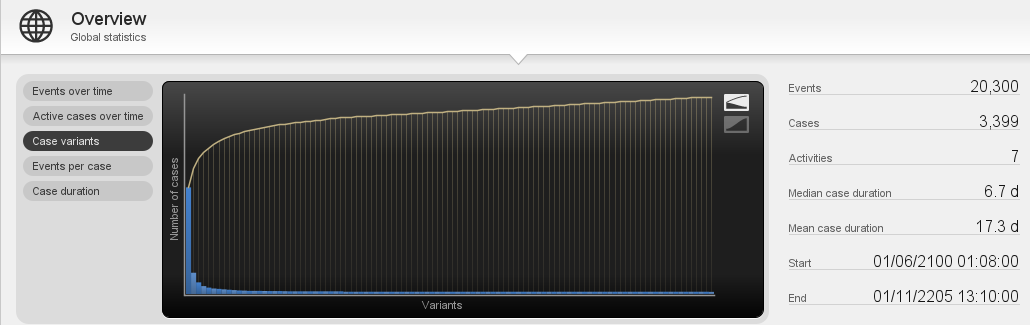 Overview
Global statistics
Events over time
Active cases over time
Case variants
Events per case
Case duration
Number of cases
Variants
Events 20,300
Cases 3,399
Activities 7
Median case duration 6.7 d
Mean case duration 17.3 d
Start 01/06/2100 01:08:00
End 01/11/2205 13:10:00